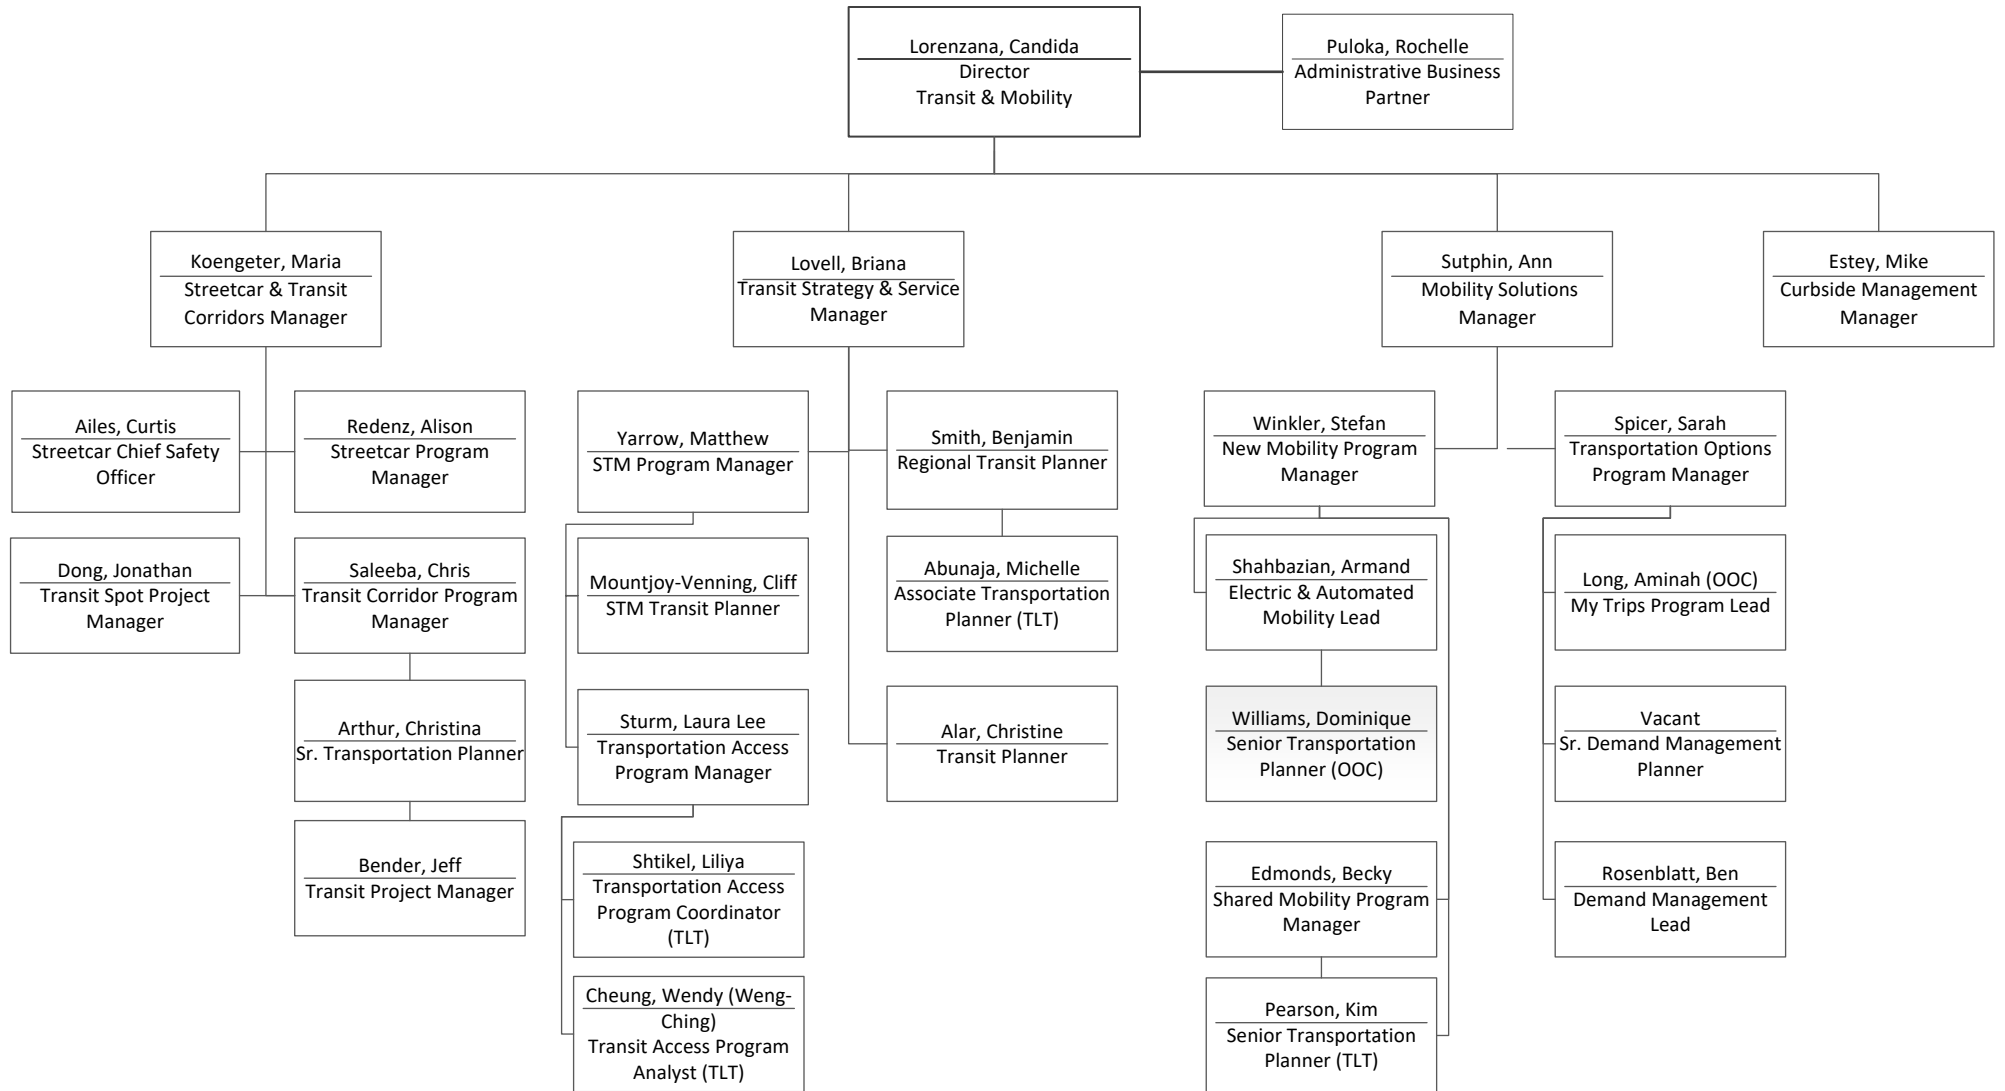 Lorenzana, Candida
Director
Transit & Mobility
Puloka, Rochelle
Administrative Business
Partner
Koengeter, Maria
Streetcar & Transit
Corridors Manager
Lovell, Briana
Transit Strategy & Service
Manager
Sutphin, Ann
Mobility Solutions
Manager
Estey, Mike
Curbside Management
Manager
Ailes, Curtis
Streetcar Chief Safety
Officer
Redenz, Alison
Streetcar Program
Manager
Yarrow, Matthew
STM Program Manager
Smith, Benjamin
Regional Transit Planner
Winkler, Stefan
New Mobility Program
Manager
Spicer, Sarah
Transportation Options
Program Manager
Dong, Jonathan
Transit Spot Project
Manager
Saleeba, Chris
Transit Corridor Program
Manager
Mountjoy-Venning, Cliff
STM Transit Planner
Abunaja, Michelle
Associate Transportation
Planner (TLT)
Shahbazian, Armand
Electric & Automated
Mobility Lead
Long, Aminah (OOC)
My Trips Program Lead
Arthur, Christina
Sr. Transportation Planner
Sturm, Laura Lee
Transportation Access
Program Manager
Alar, Christine
Transit Planner
Williams, Dominique
Senior Transportation
Planner (OOC)
Vacant
Sr. Demand Management
Planner
Bender, Jeff
Transit Project Manager
Shtikel, Liliya
Transportation Access
Program Coordinator
(TLT)
Edmonds, Becky
Shared Mobility Program
Manager
Rosenblatt, Ben
Demand Management
Lead
Cheung, Wendy (Weng-
Ching)
Transit Access Program
Analyst (TLT)
Pearson, Kim
Senior Transportation
Planner (TLT)